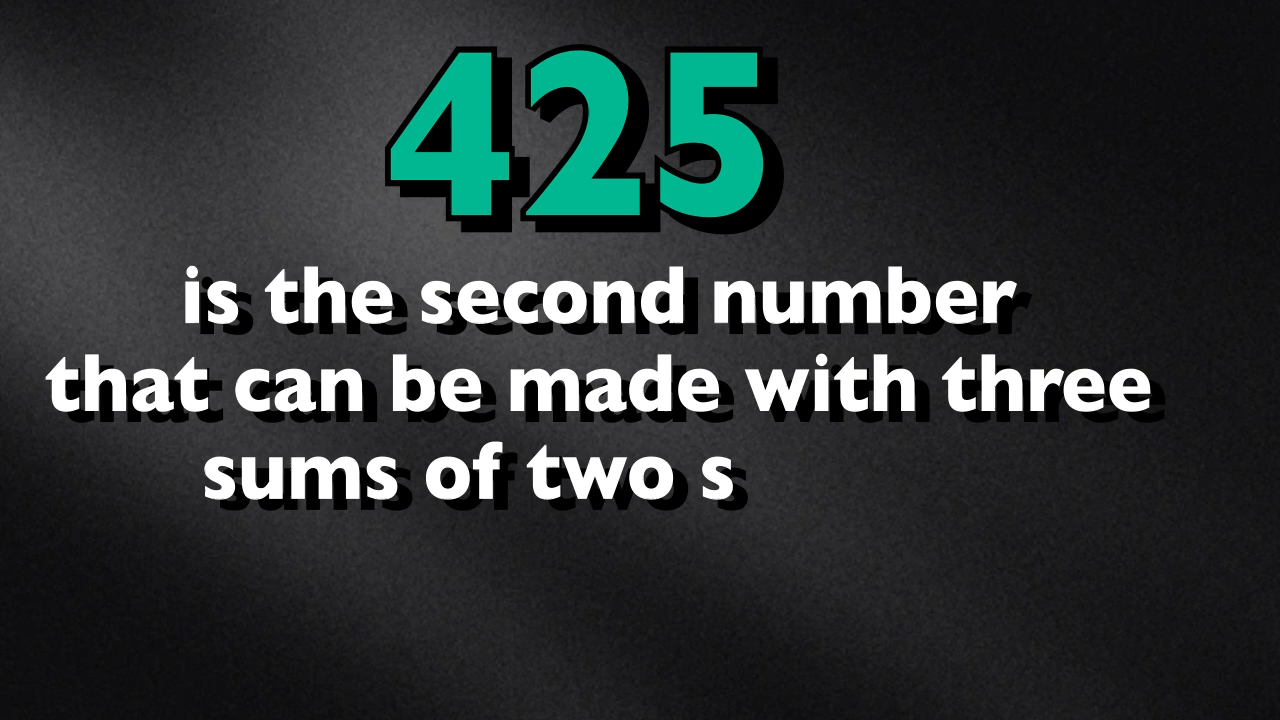 425
is the second number
that can be made with three
sums of two s